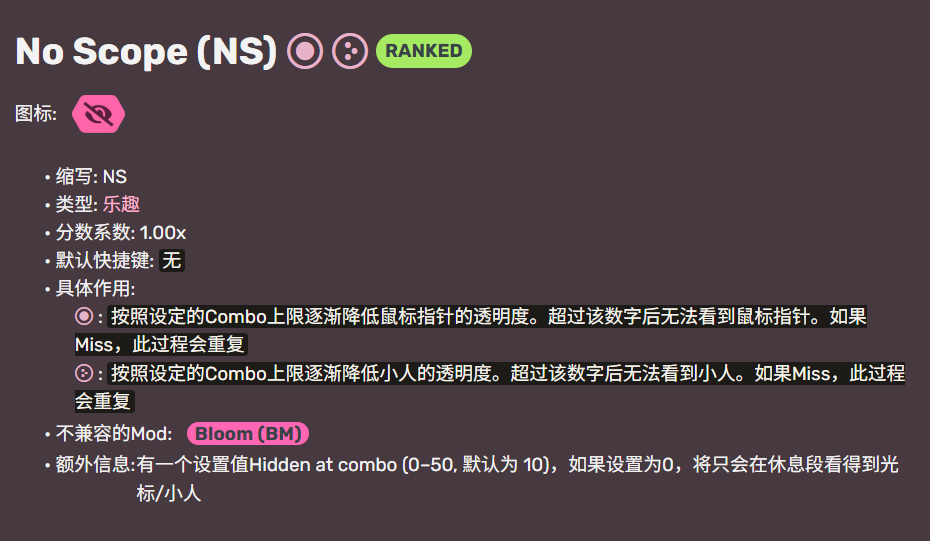 No Scope (NS) RANKED
图标:
• 缩写: NS
• 类型: 乐趣
• 分数系数: 1.00x
• 默认快捷键: 无
• 具体作用:
: 按照设定的Combo上限逐渐降低鼠标指针的透明度。超过该数字后无法看到鼠标指针。如果
Miss，此过程会重复
: 按照设定的Combo上限逐渐降低小人的透明度。超过该数字后无法看到小人。如果Miss，此过程
会重复
• 不兼容的Mod: Bloom (BM)
• 额外信息:有一个设置值Hidden at combo (0–50, 默认为 10)，如果设置为0，将只会在休息段看得到光
标/小人